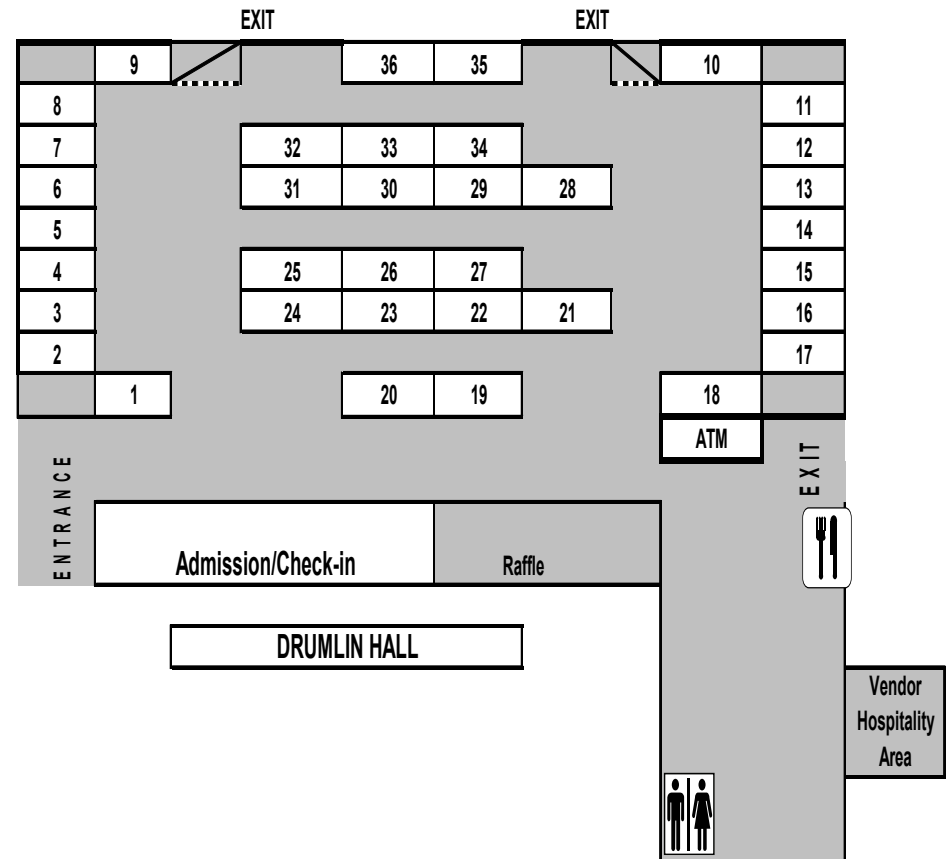 EXIT EXIT
9 36 35 10
8 11
7 32 33 34 12
6 31 30 29 28 13
5 14
4 25 26 27 15
3 24 23 22 21 16
2 17
1 20 19 18
ATM
ENTRANCE
EXIT
Admission/Check-in Raffle
DRUMLIN HALL
Vendor
Hospitality
Area